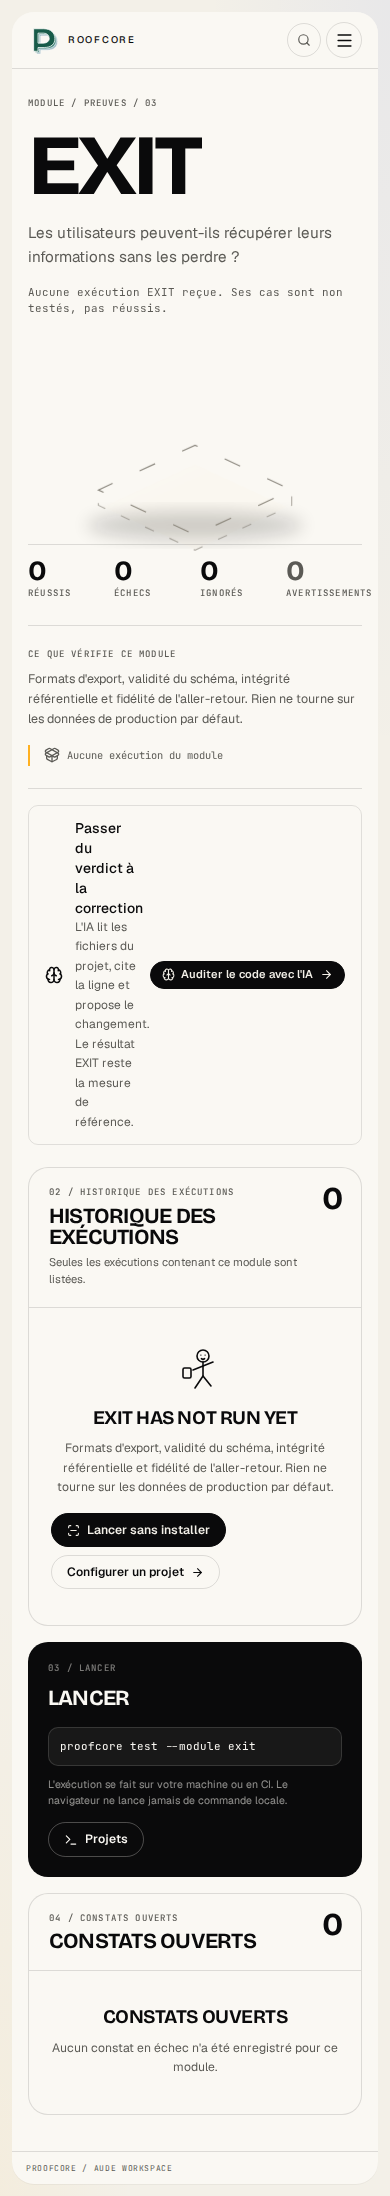 ROOFCORE
MODULE / PREUVES / 03
EXIT
Les utilisateurs peuvent-ils récupérer leurs
informations sans les perdre ?
Aucune exécution EXIT reçue. Ses cas sont non
testés, pas réussis.
0 0 0 0
RÉUSSIS ÉCHECS IGNORÉS AVERTISSEMENTS
CE QUE VÉRIFIE CE MODULE
Formats d'export, validité du schéma, intégrité
référentielle et fidélité de l'aller-retour. Rien ne tourne sur
les données de production par défaut.
Aucune exécution du module
Passer
du
verdict à
la
correction
L'IA lit les
fichiers du
projet, cite
la ligne et
propose le
changement.
Le résultat
EXIT reste
la mesure
de
référence.
Auditer le code avec l'IA →
02 / HISTORIQUE DES EXÉCUTIONS
0
HISTORIQUE DES
EXÉCUTIONS
Seules les exécutions contenant ce module sont
listées.
EXIT HAS NOT RUN YET
Formats d'export, validité du schéma, intégrité
référentielle et fidélité de l'aller-retour. Rien ne
tourne sur les données de production par défaut.
Lancer sans installer
Configurer un projet →
03 / LANCER
LANCER
proofcore test --module exit
L'exécution se fait sur votre machine ou en CI. Le
navigateur ne lance jamais de commande locale.
Projets
04 / CONSTATS OUVERTS
0
CONSTATS OUVERTS
CONSTATS OUVERTS
Aucun constat en échec n'a été enregistré pour ce
module.
PROOFCORE / AUDE WORKSPACE